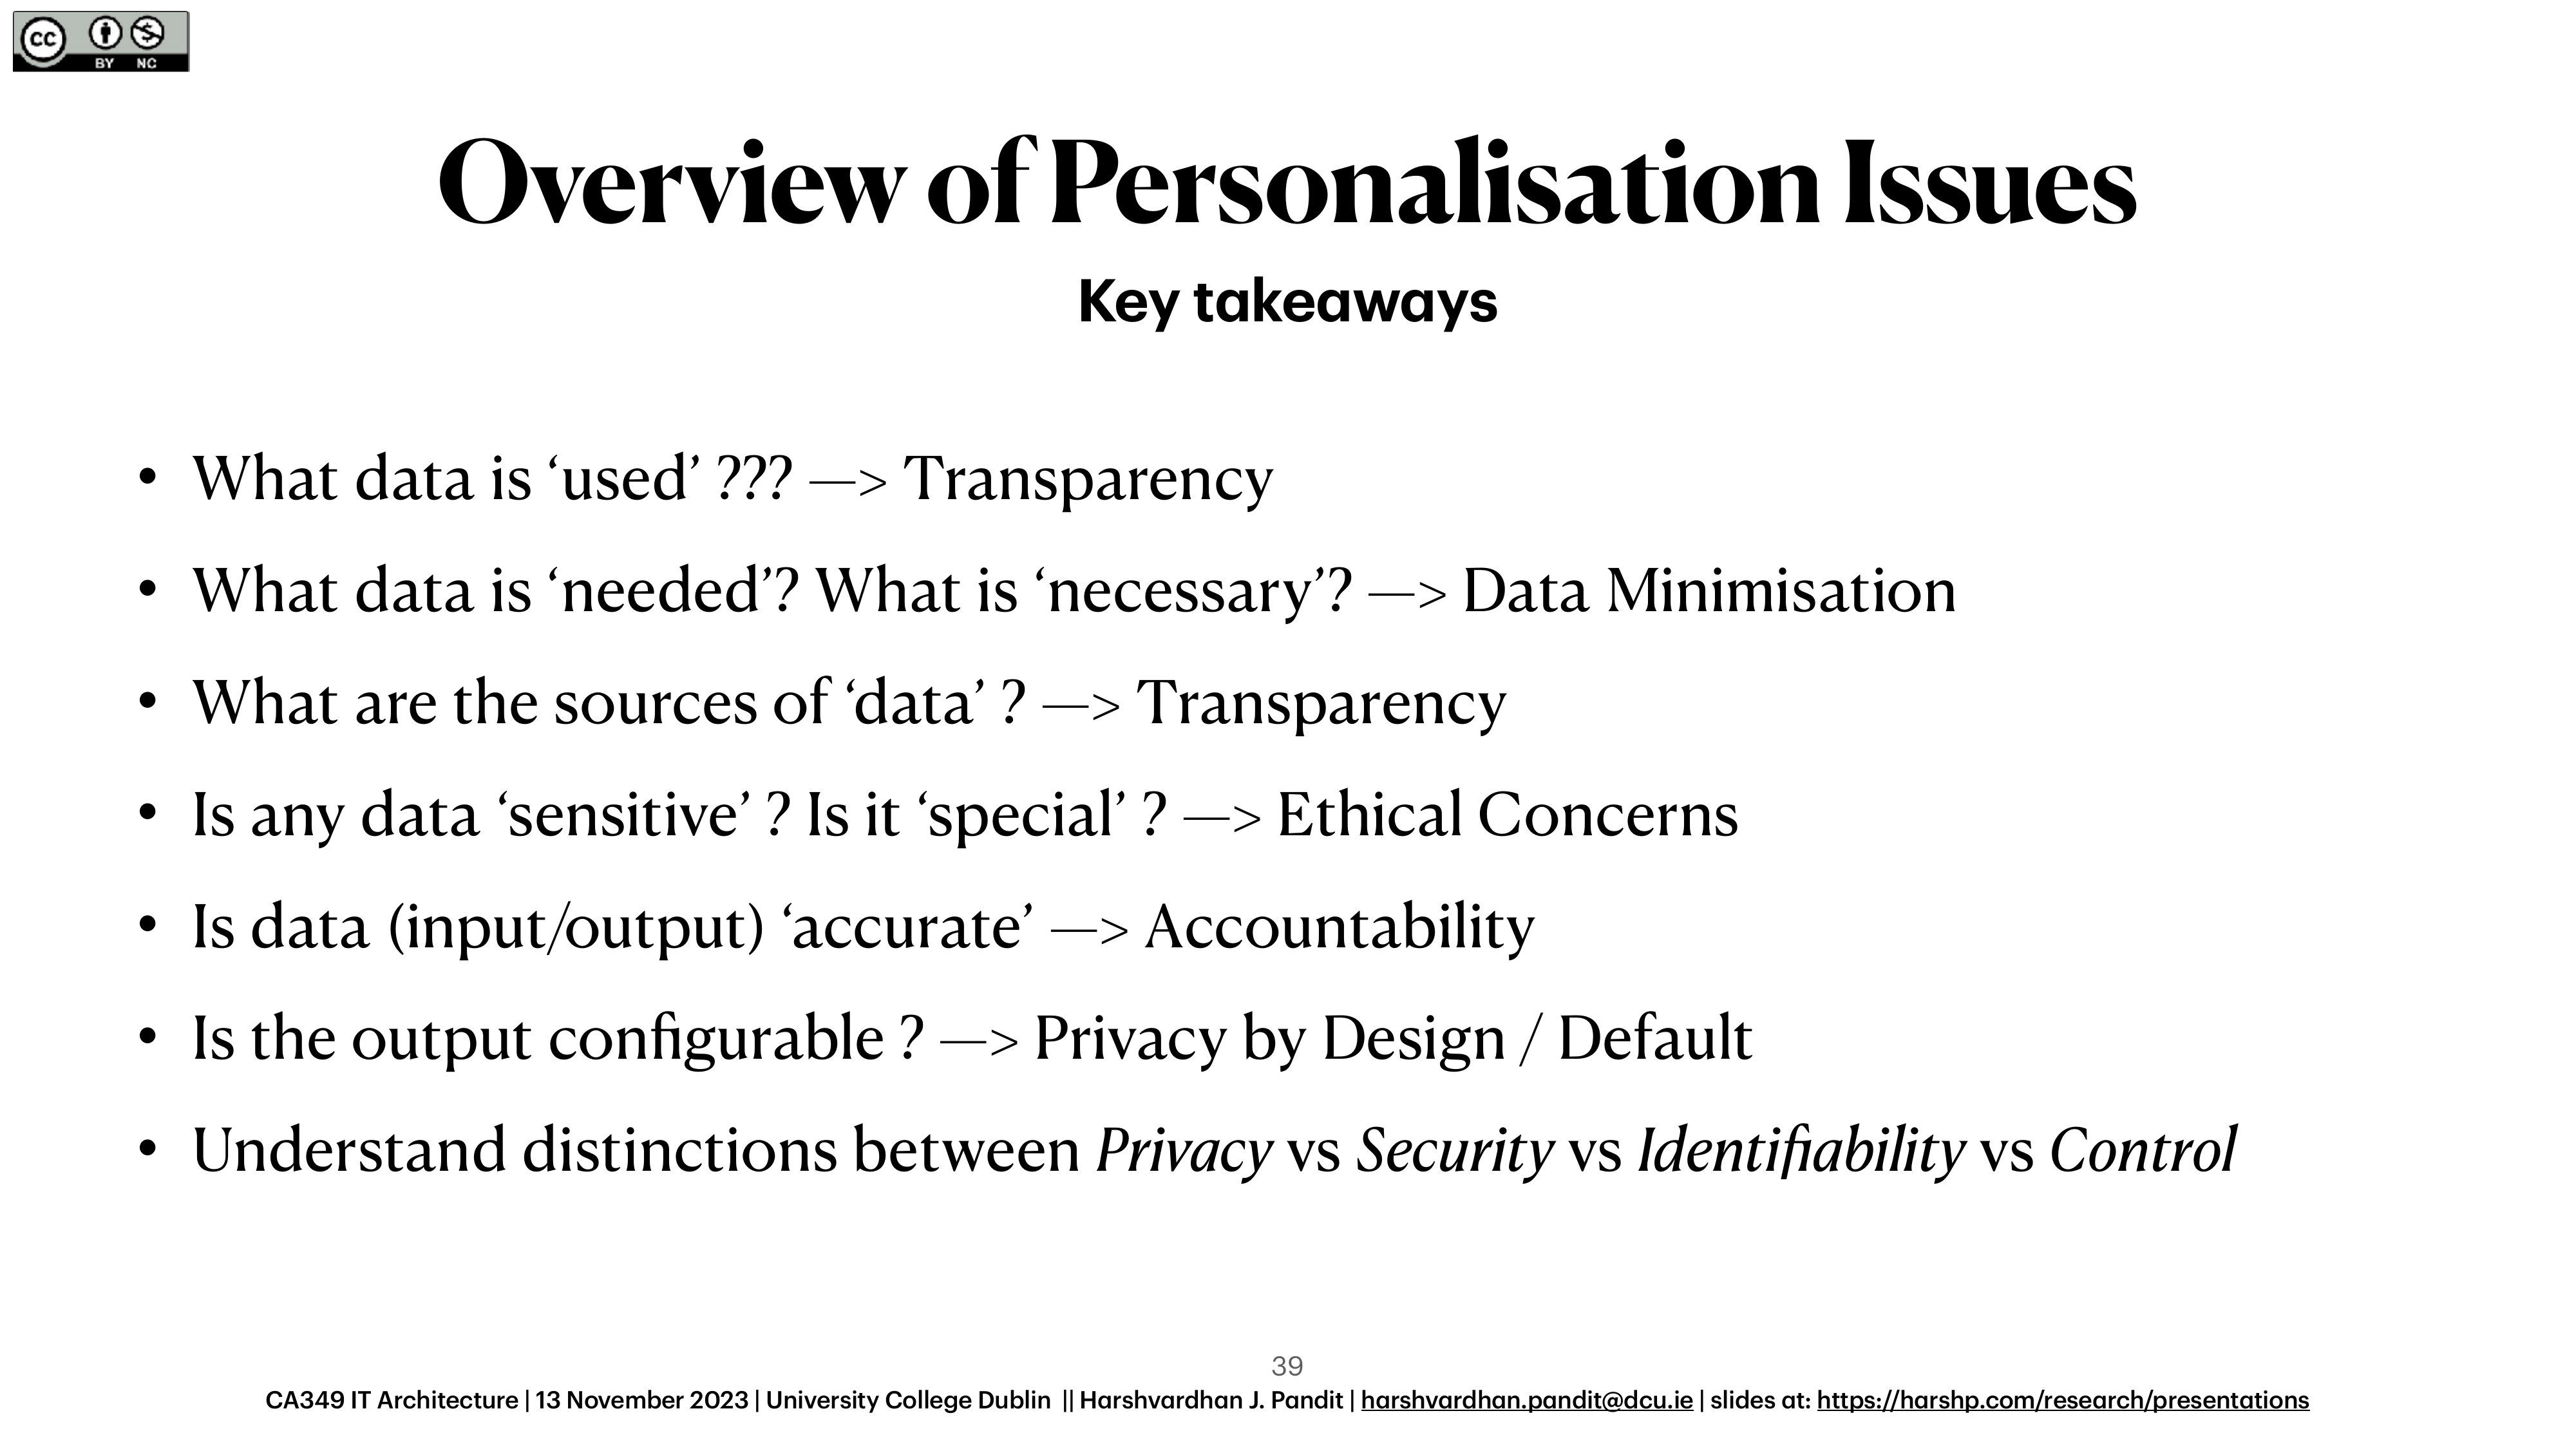 cc
BY NC
Overview of Personalisation Issues
Key takeaways
• What data is ‘used’ ??? —> Transparency
• What data is ‘needed’? What is ‘necessary’? —> Data Minimisation
• What are the sources of ‘data’ ? —> Transparency
• Is any data ‘sensitive’ ? Is it ‘special’ ? —> Ethical Concerns
• Is data (input/output) ‘accurate’ —> Accountability
• Is the output configurable ? —> Privacy by Design / Default
• Understand distinctions between Privacy vs Security vs Identifiability vs Control
39
CA349 IT Architecture | 13 November 2023 | University College Dublin || Harshvardhan J. Pandit | harshvardhan.pandit@dcu.ie | slides at: https://harshp.com/research/presentations